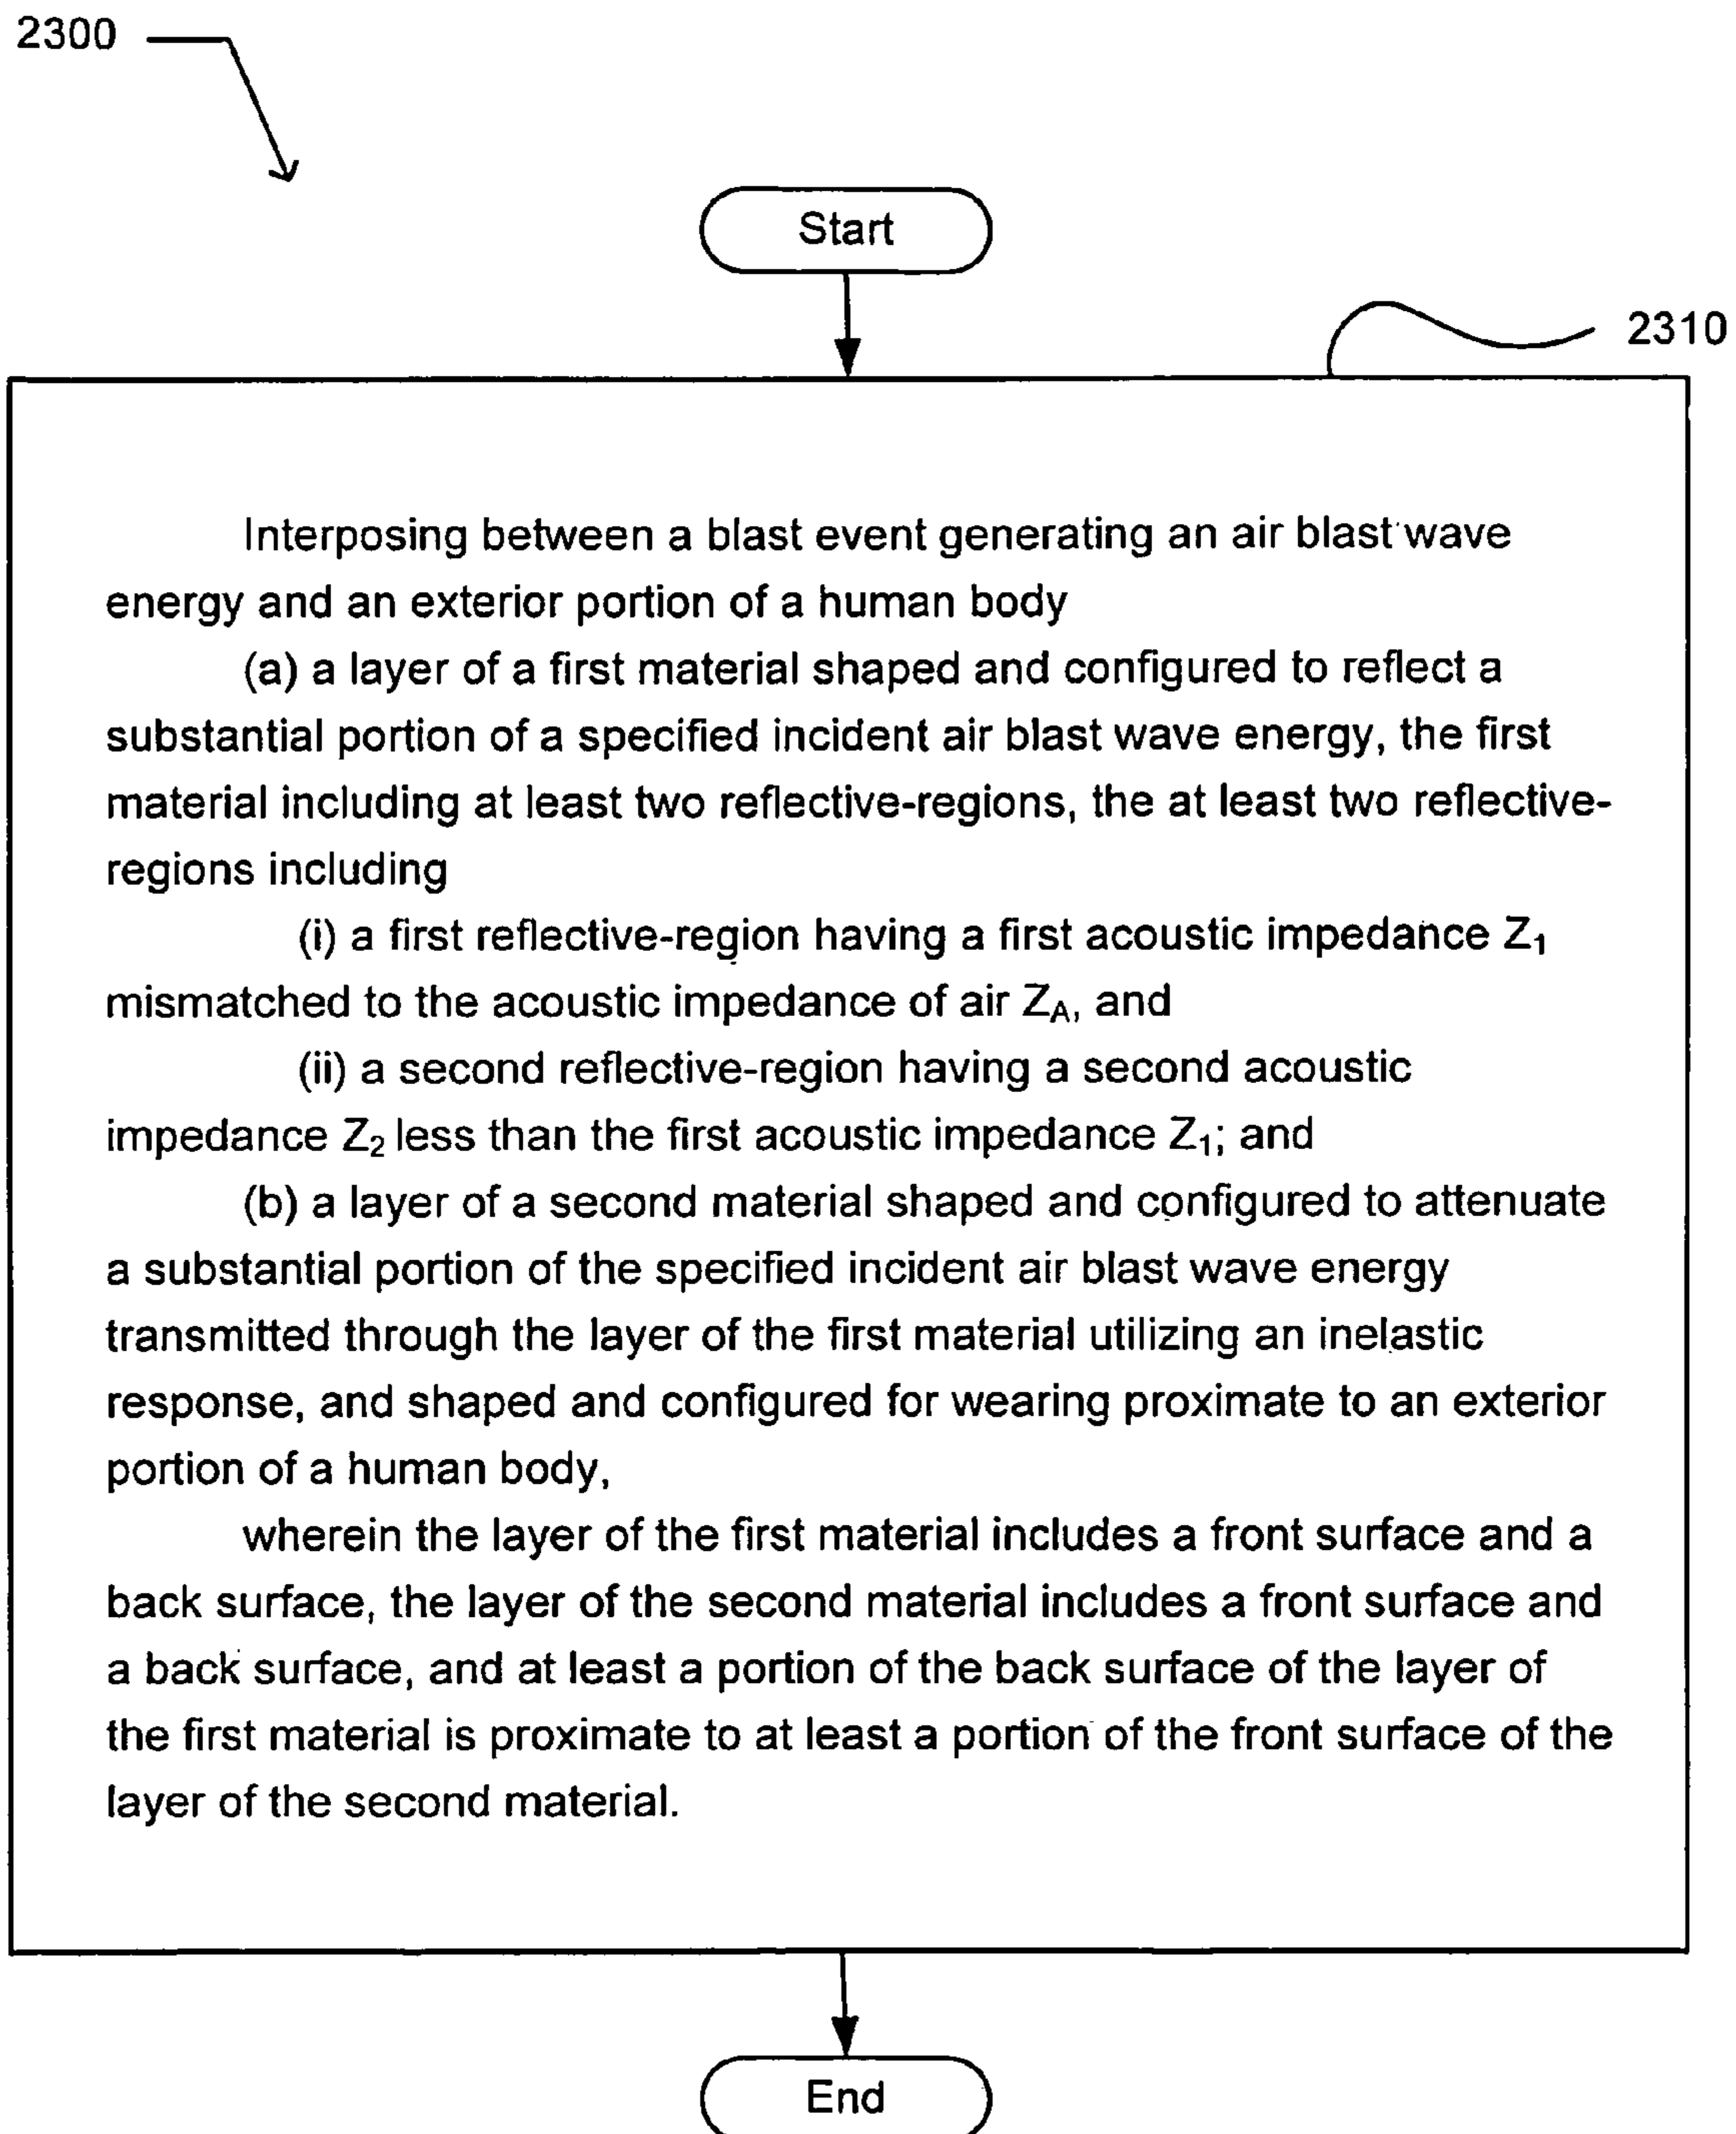 2300
Start
2310
Interposing between a blast event generating an air blast wave
energy and an exterior portion of a human body
(a) a layer of a first material shaped and configured to reflect a
substantial portion of a specified incident air blast wave energy, the first
material including at least two reflective-regions, the at least two reflective-
regions including
(i) a first reflective-region having a first acoustic impedance Z₁
mismatched to the acoustic impedance of air Z_A, and
(ii) a second reflective-region having a second acoustic
impedance Z₂ less than the first acoustic impedance Z₁; and
(b) a layer of a second material shaped and configured to attenuate
a substantial portion of the specified incident air blast wave energy
transmitted through the layer of the first material utilizing an inelastic
response, and shaped and configured for wearing proximate to an exterior
portion of a human body,
wherein the layer of the first material includes a front surface and a
back surface, the layer of the second material includes a front surface and
a back surface, and at least a portion of the back surface of the layer of
the first material is proximate to at least a portion of the front surface of the
layer of the second material.
End